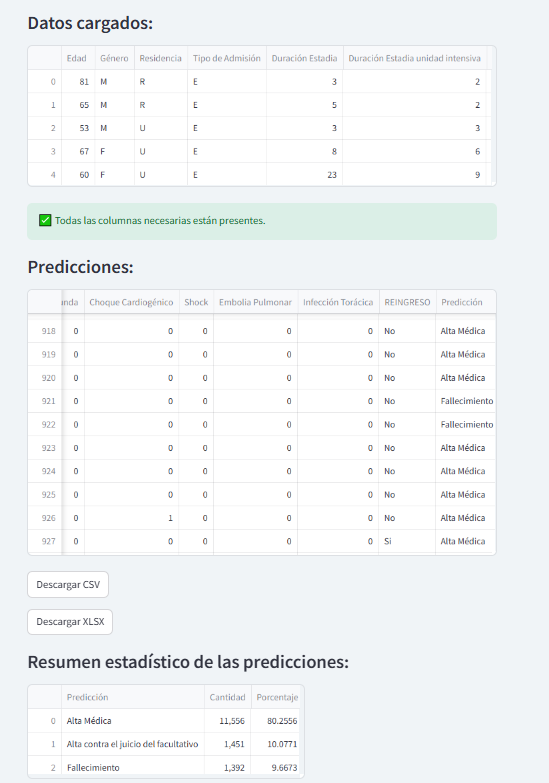 Datos cargados:
Edad Género Residencia Tipo de Admisión Duración Estadia Duración Estadia unidad intensiva
0 81 M R E 3 2
1 65 M R E 5 2
2 53 M U E 3 3
3 67 F U E 8 6
4 60 F U E 23 9
Todas las columnas necesarias están presentes.
Predicciones:
nda Choque Cardiogénico Shock Embolia Pulmonar Infección Torácica REINGRESO Predicción
918 0 0 0 0 0 No Alta Médica
919 0 0 0 0 0 No Alta Médica
920 0 0 0 0 0 No Alta Médica
921 0 0 0 0 0 No Fallecimiento
922 0 0 0 0 0 No Fallecimiento
923 0 0 0 0 0 No Alta Médica
924 0 0 0 0 0 No Alta Médica
925 0 0 0 0 0 No Alta Médica
926 0 1 0 0 0 No Alta Médica
927 0 0 0 0 0 Si Alta Médica
Descargar CSV
Descargar XLSX
Resumen estadístico de las predicciones:
Predicción Cantidad Porcentaje
0 Alta Médica 11,556 80.2556
1 Alta contra el juicio del facultativo 1,451 10.0771
2 Fallecimiento 1,392 9.6673